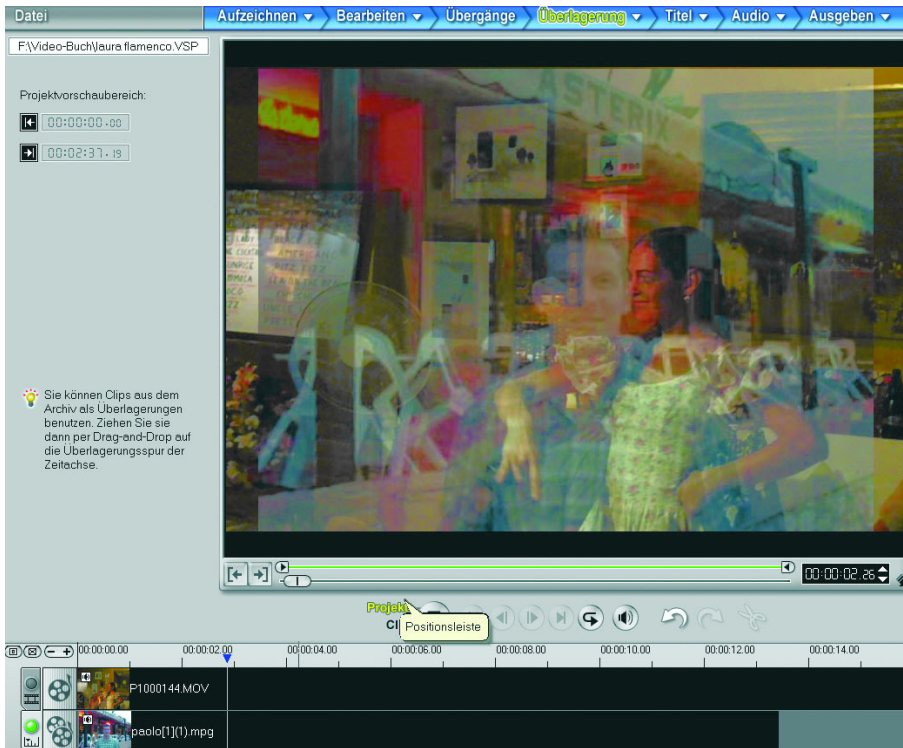 Datei
Aufzeichnen
Bearbeiten
Übergänge
Überlagerung
Titel
Audio
Ausgeben
F:\Video-Buch\laura flamenco.VSP
Projektvorschaubereich:
00:00:00.00
00:02:37.19
ASTERIX
AMERICAN
Sie können Clips aus dem
Archiv als Überlagerungen
benutzen. Ziehen Sie sie
dann per Drag-and-Drop auf
die Überlagerungsspur der
Zeitachse.
00:00:02.26
Projekt
Positionsleiste
00:00:00.00
00:00:02.00
00:00:04.00
00:00:06.00
00:00:08.00
00:00:10.00
00:00:12.00
00:00:14.00
P1000144.MOV
paolo[1](1).mpg